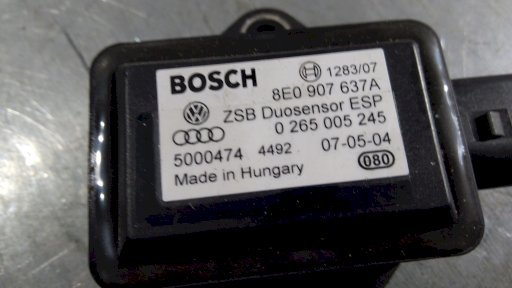 BOSCH 1283/07
8E0 907 637A
ZSB Duosensor ESP
0 265 005 245
5000474 4492 07-05-04
Made in Hungary 080